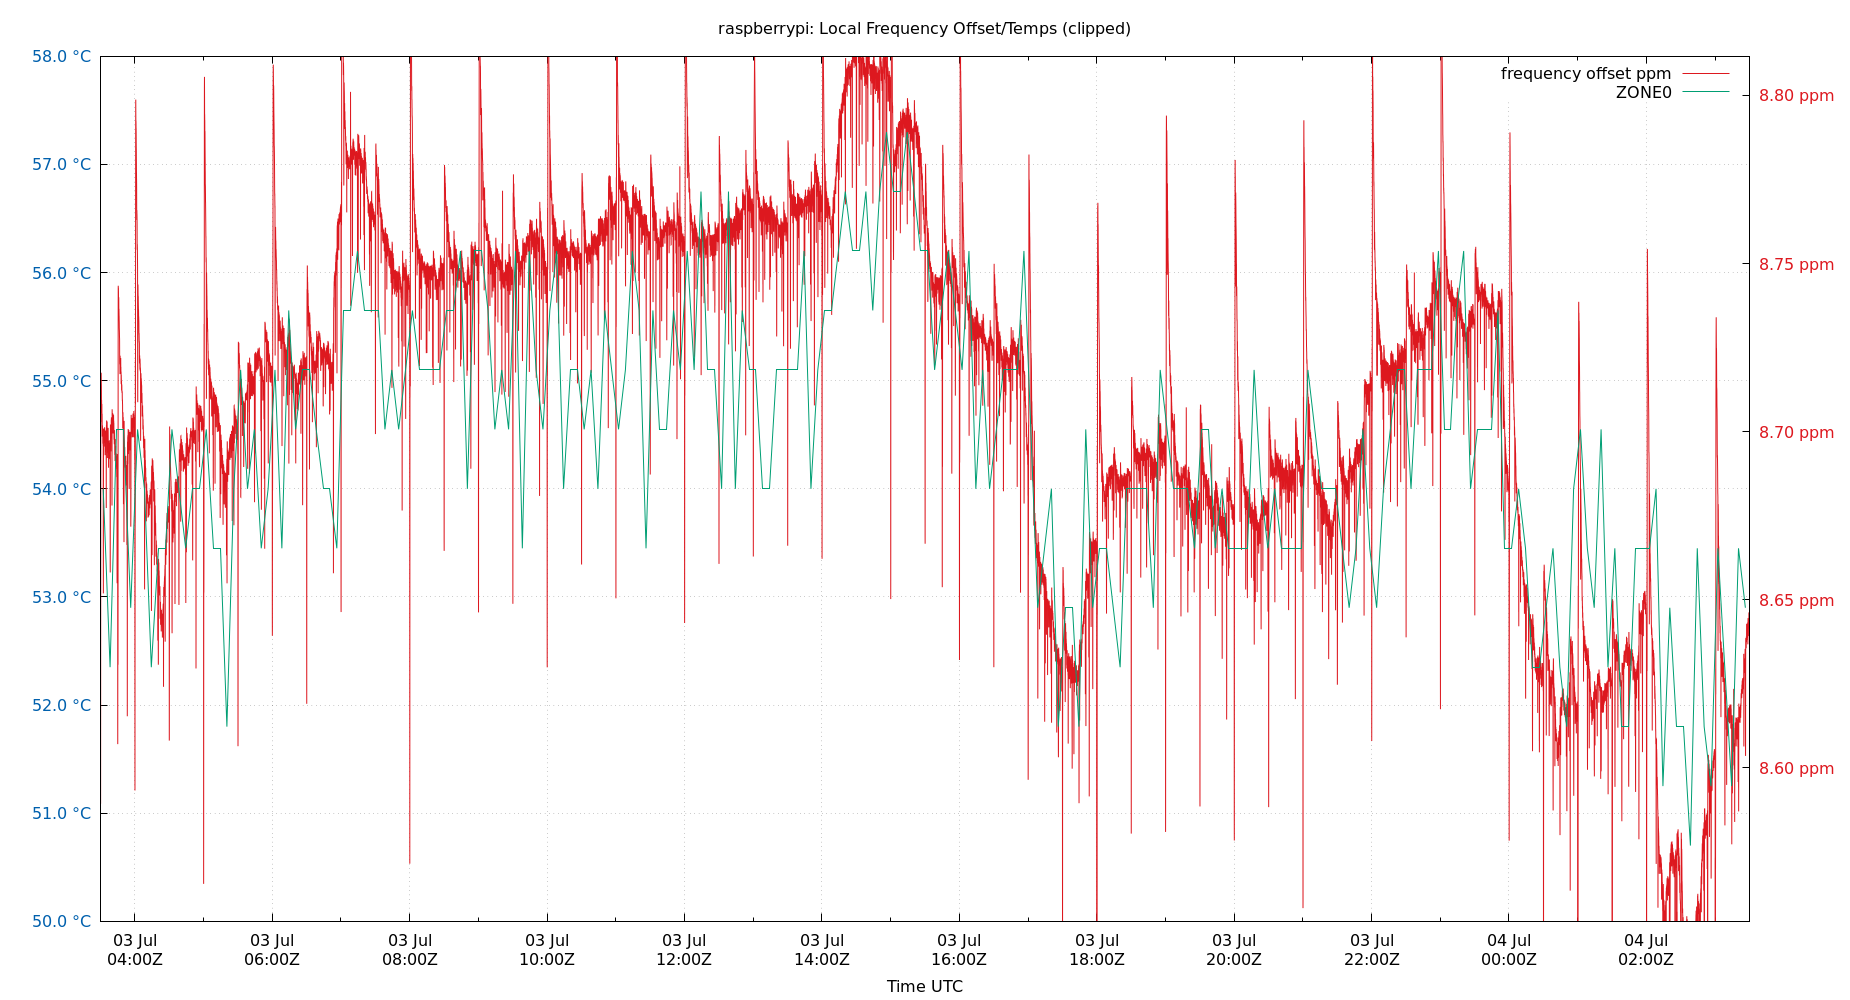 raspberrypi: Local Frequency Offset/Temps (clipped)
58.0 °C
57.0 °C
56.0 °C
55.0 °C
54.0 °C
53.0 °C
52.0 °C
51.0 °C
50.0 °C
frequency offset ppm
ZONE0
8.80 ppm
8.75 ppm
8.70 ppm
8.65 ppm
8.60 ppm
03 Jul 03 Jul 03 Jul 03 Jul 03 Jul 03 Jul 03 Jul 03 Jul 03 Jul 03 Jul 04 Jul 04 Jul
04:00Z 06:00Z 08:00Z 10:00Z 12:00Z 14:00Z 16:00Z 18:00Z 20:00Z 22:00Z 00:00Z 02:00Z
Time UTC